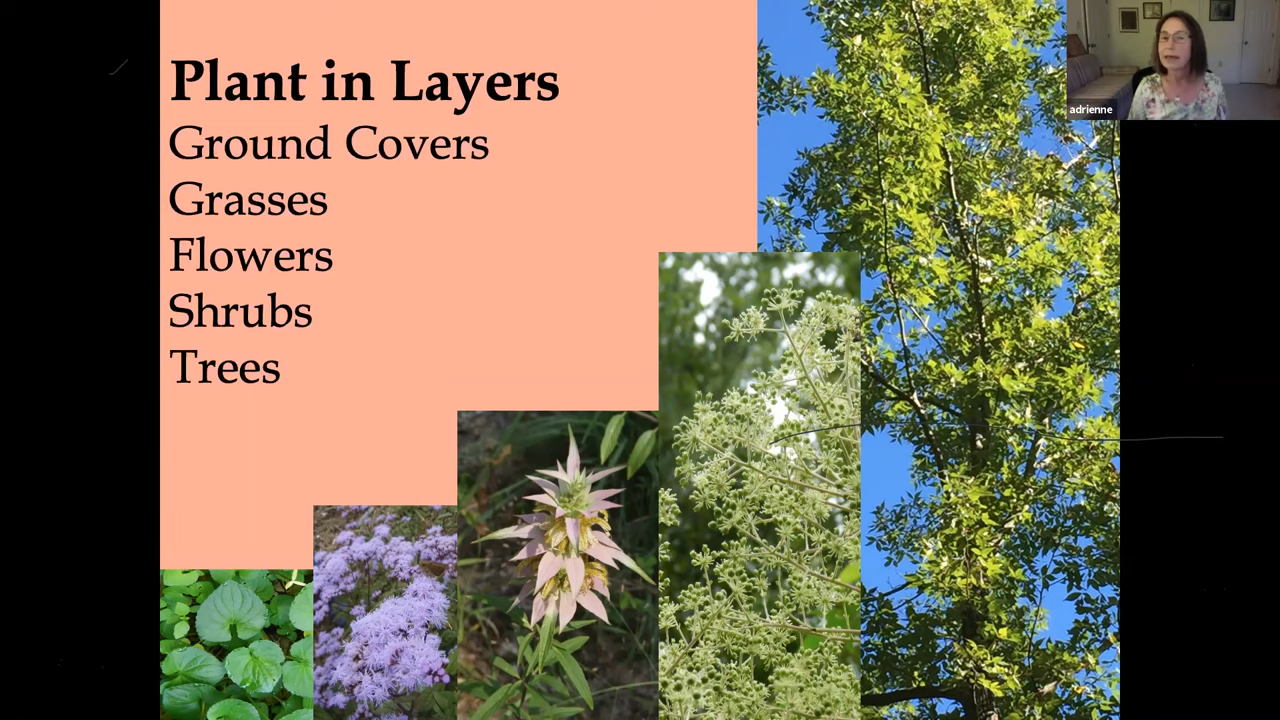 Plant in Layers
Ground Covers
Grasses
Flowers
Shrubs
Trees
adrienne